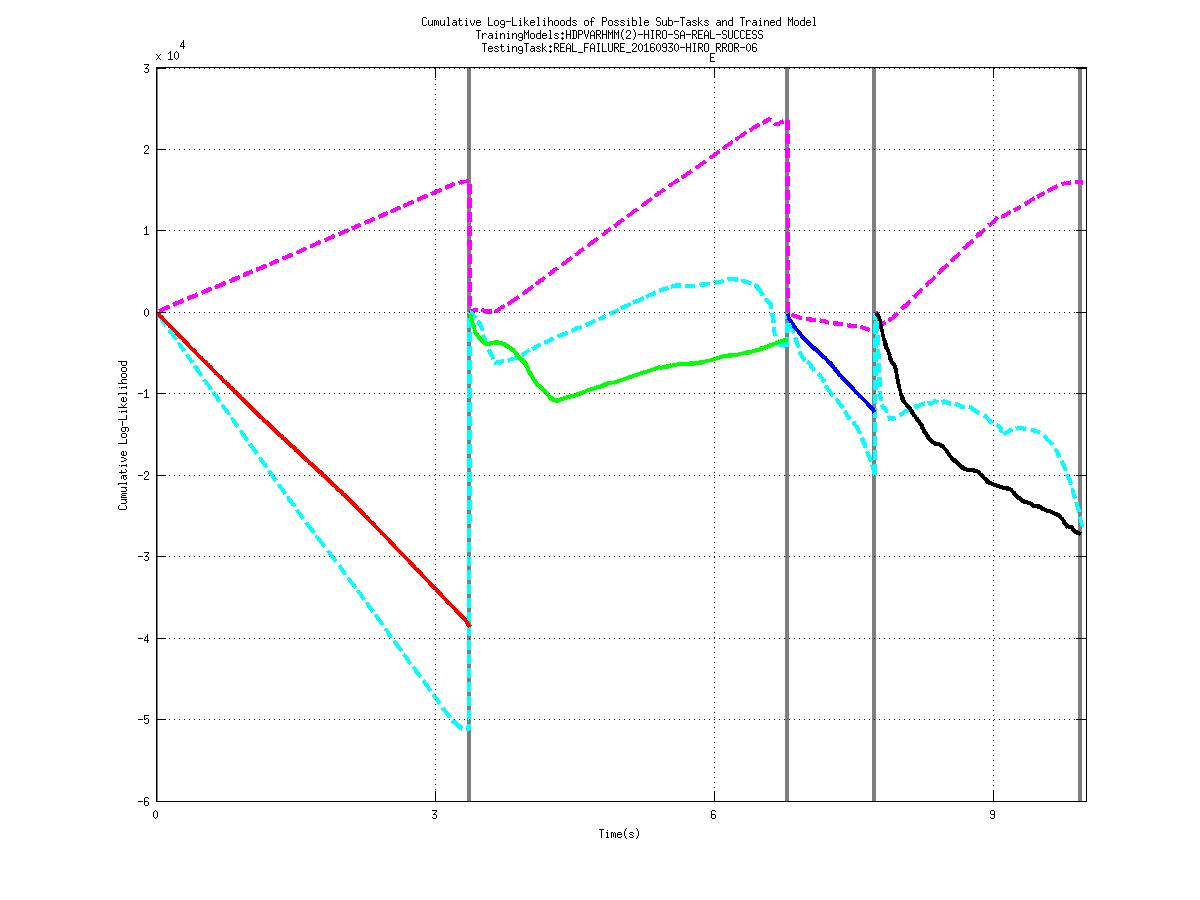 Cumulative Log-Likelihoods of Possible Sub-Tasks and Trained Model
TrainingModels:HDPVARHMM(2)-HIRO-SA-REAL-SUCCESS
TestingTask:REAL_FAILURE_20160930-HIRO_RROR-06
E
x 10^4
3
2
1
0
-1
-2
-3
-4
-5
-6
Cumulative Log-Likelihood
0 3 6 9
Time(s)